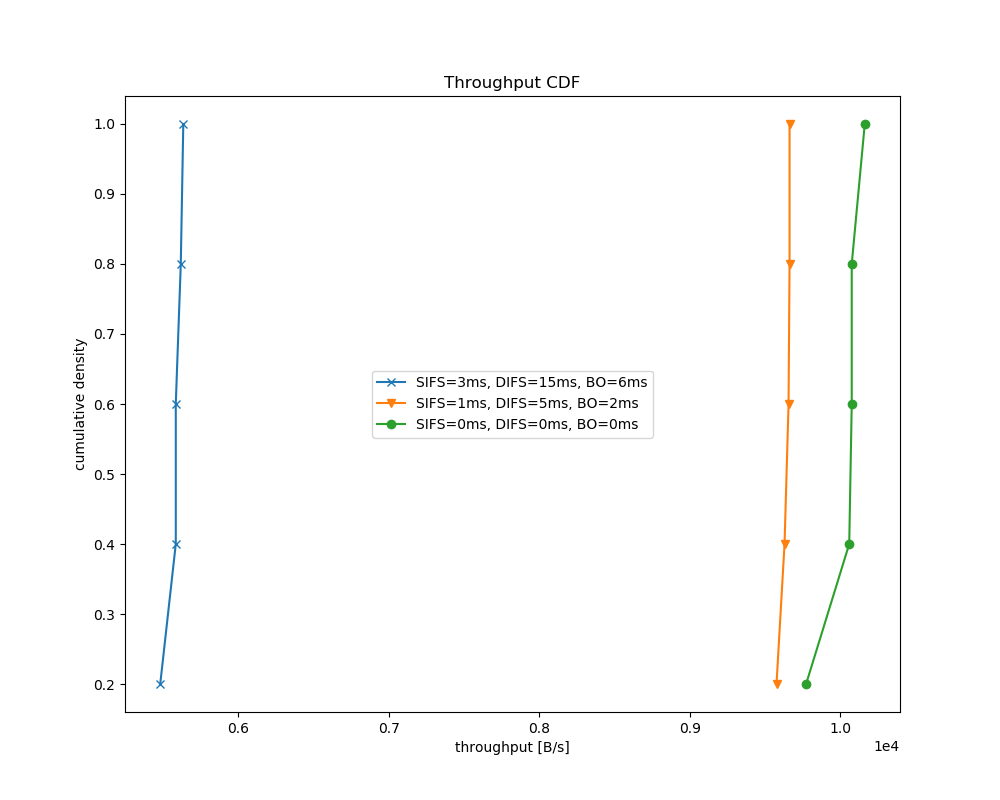 Throughput CDF
1.0
0.9
0.8
0.7
0.6
0.5
0.4
0.3
0.2
cumulative density
SIFS=3ms, DIFS=15ms, BO=6ms
SIFS=1ms, DIFS=5ms, BO=2ms
SIFS=0ms, DIFS=0ms, BO=0ms
0.6 0.7 0.8 0.9 1.0
1e4
throughput [B/s]